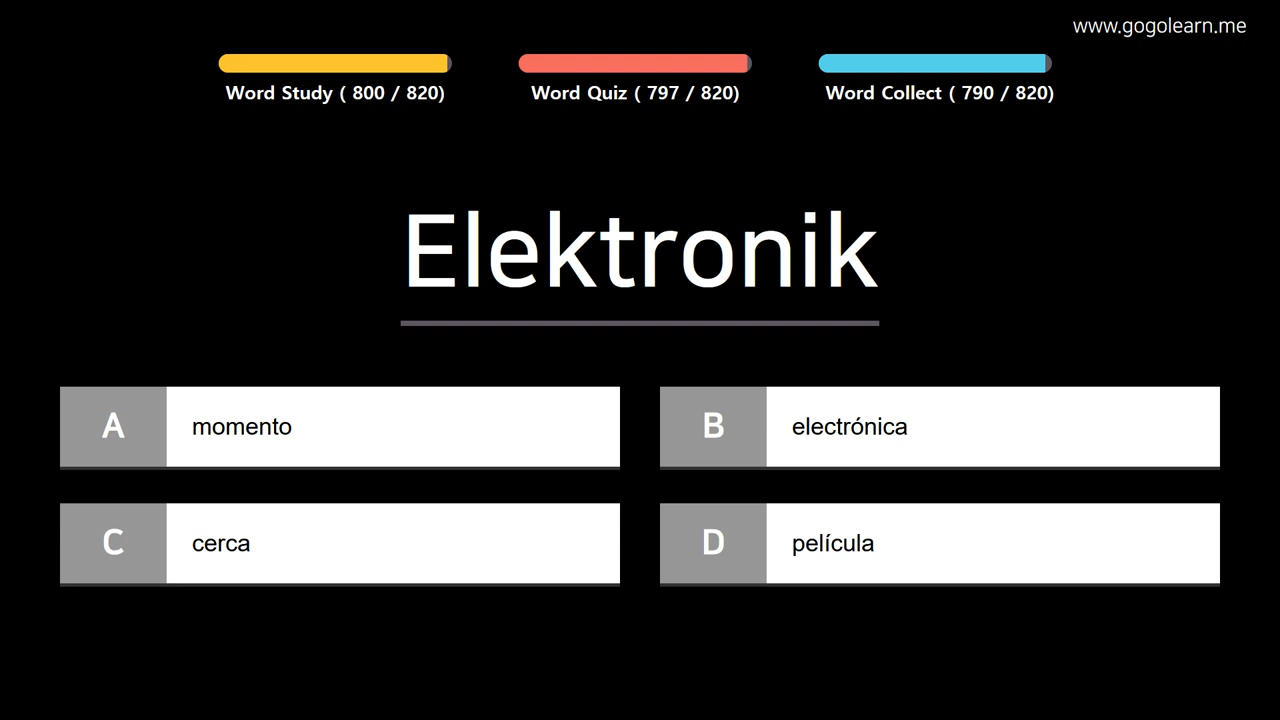 www.gogolearn.me
Word Study ( 800 / 820)
Word Quiz ( 797 / 820)
Word Collect ( 790 / 820)
Elektronik
A
momento
B
electrónica
C
cerca
D
película